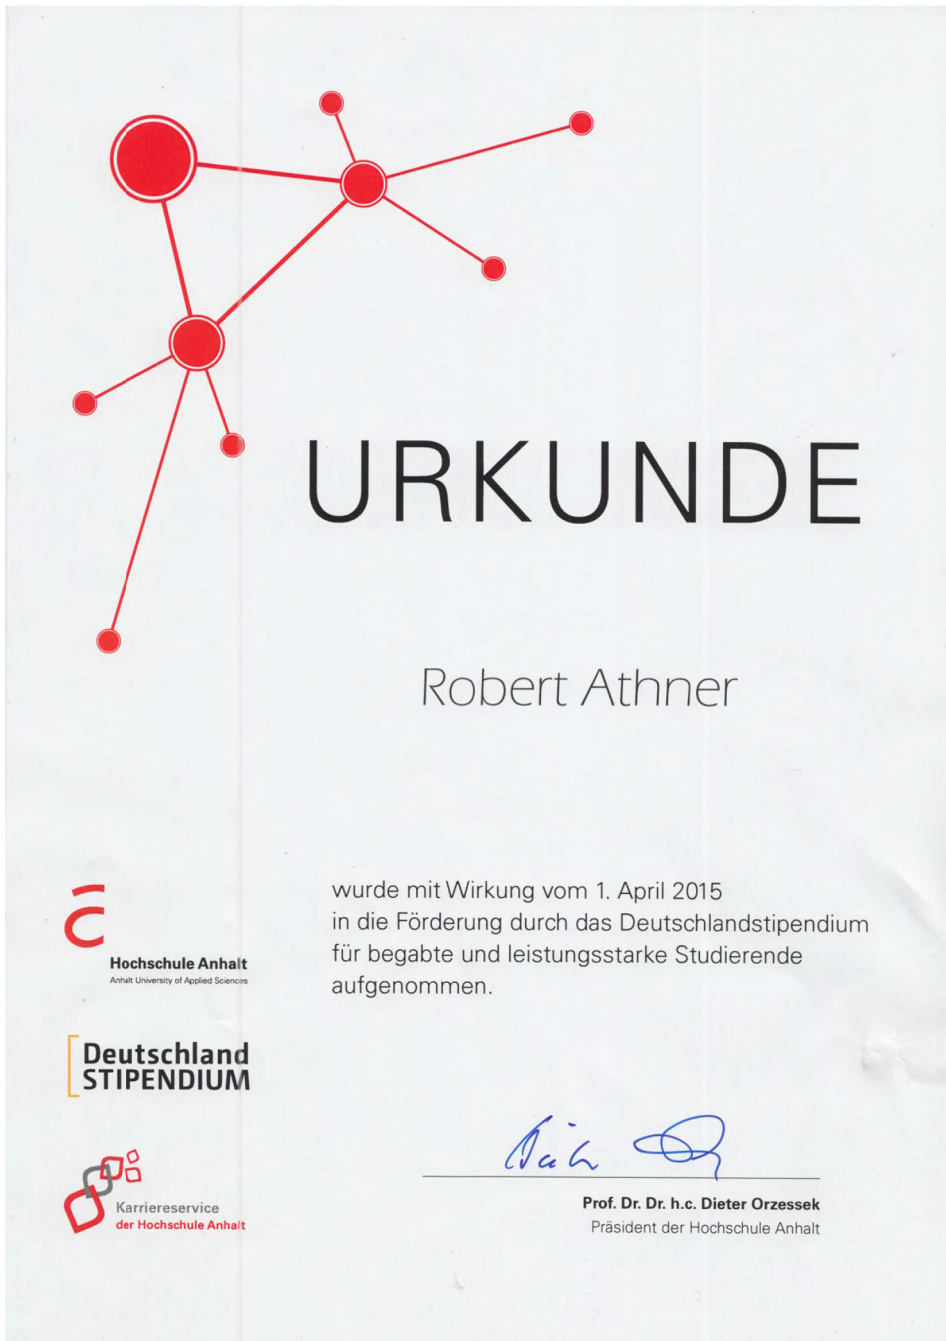 URKUNDE
Robert Athner
wurde mit Wirkung vom 1. April 2015
in die Förderung durch das Deutschlandstipendium
für begabte und leistungsstarke Studierende
aufgenommen.
Hochschule Anhalt
Anhalt University of Applied Sciences
Deutschland
STIPENDIUM
Karriereservice
der Hochschule Anhalt
Prof. Dr. Dr. h.c. Dieter Orzessek
Präsident der Hochschule Anhalt